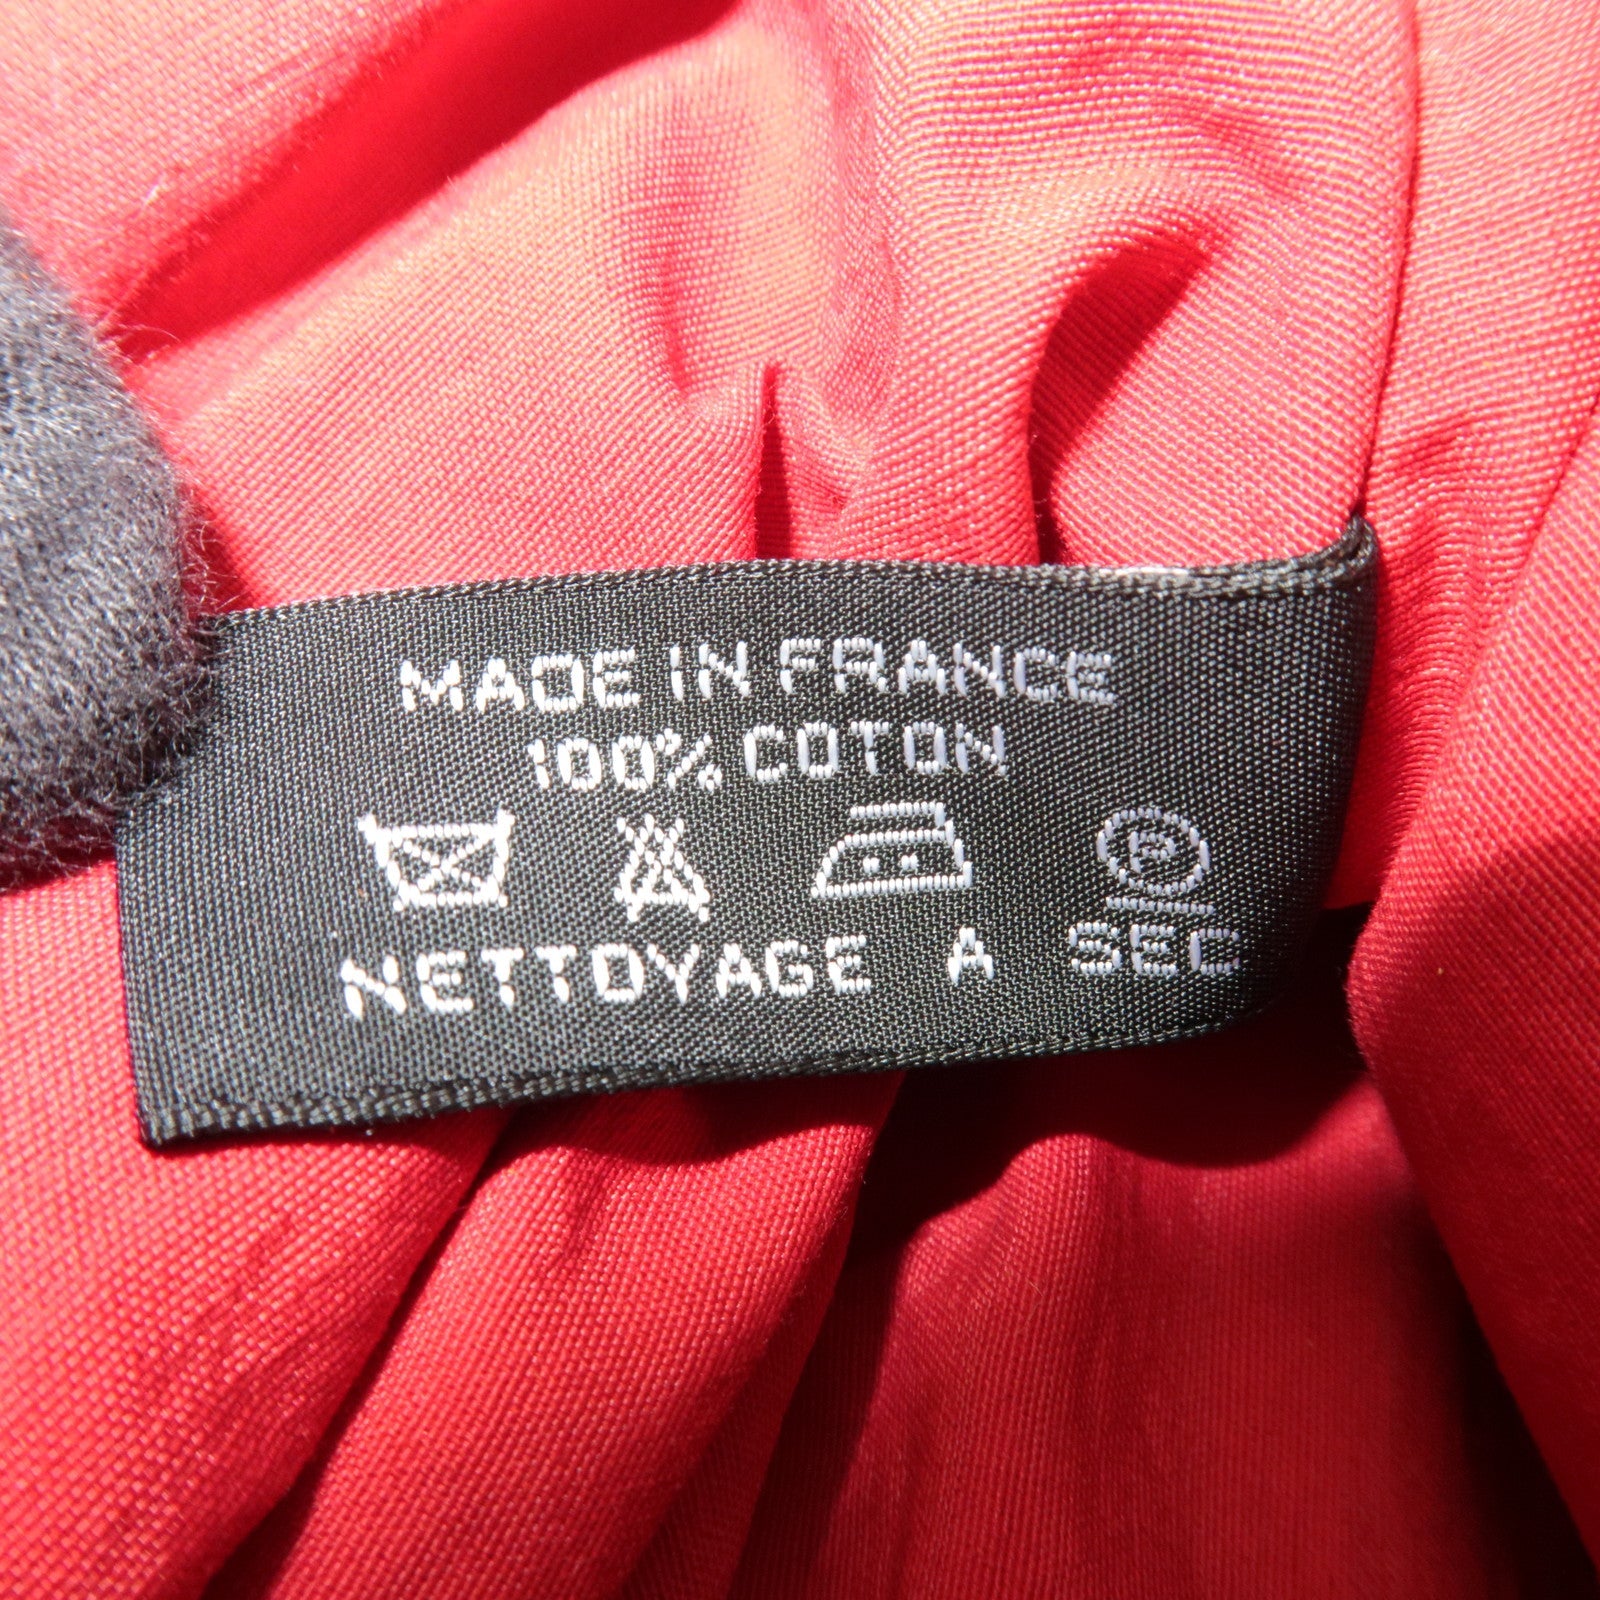 MADE IN FRANCE
100% COTON
P
NETTOYAGE A SEC